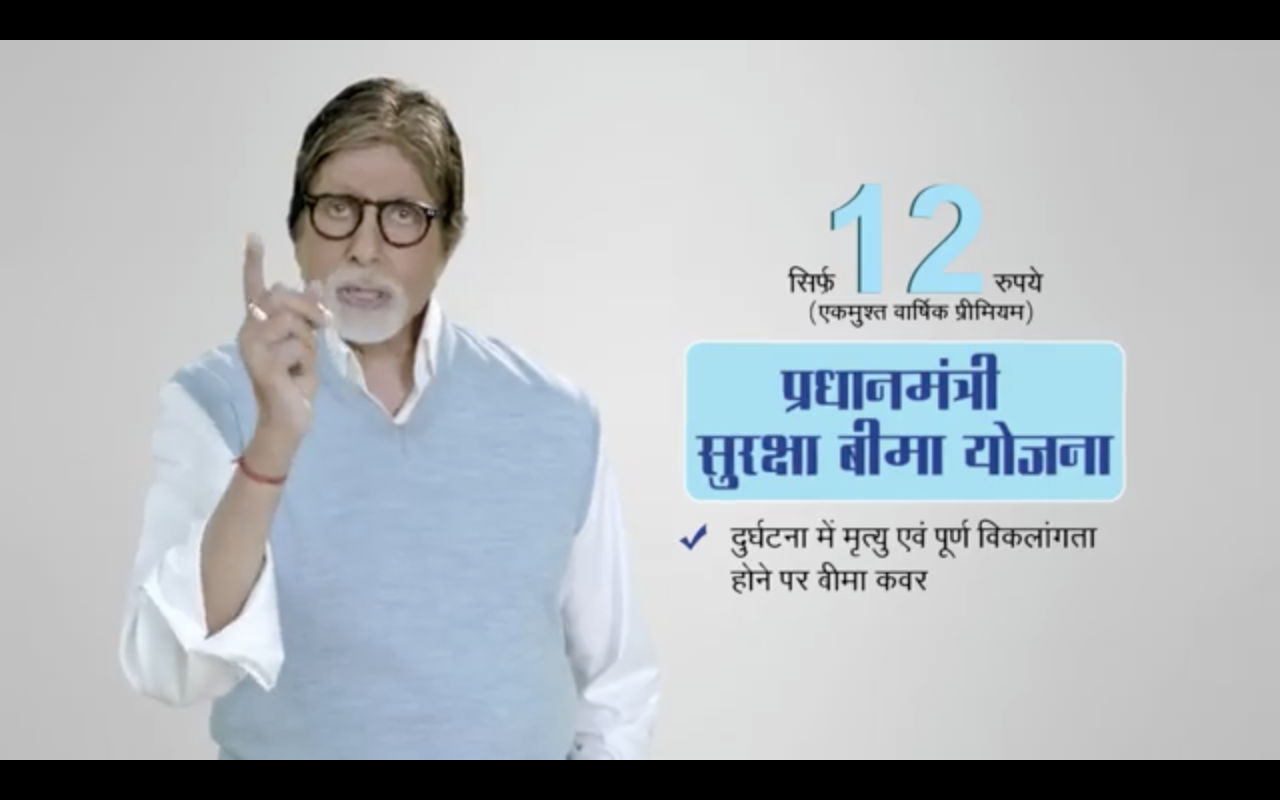 सिर्फ़ 12 रुपये
(एकमुश्त वार्षिक प्रीमियम)
प्रधानमंत्री
सुरक्षा बीमा योजना
दुर्घटना में मृत्यु एवं पूर्ण विकलांगता
होने पर बीमा कवर